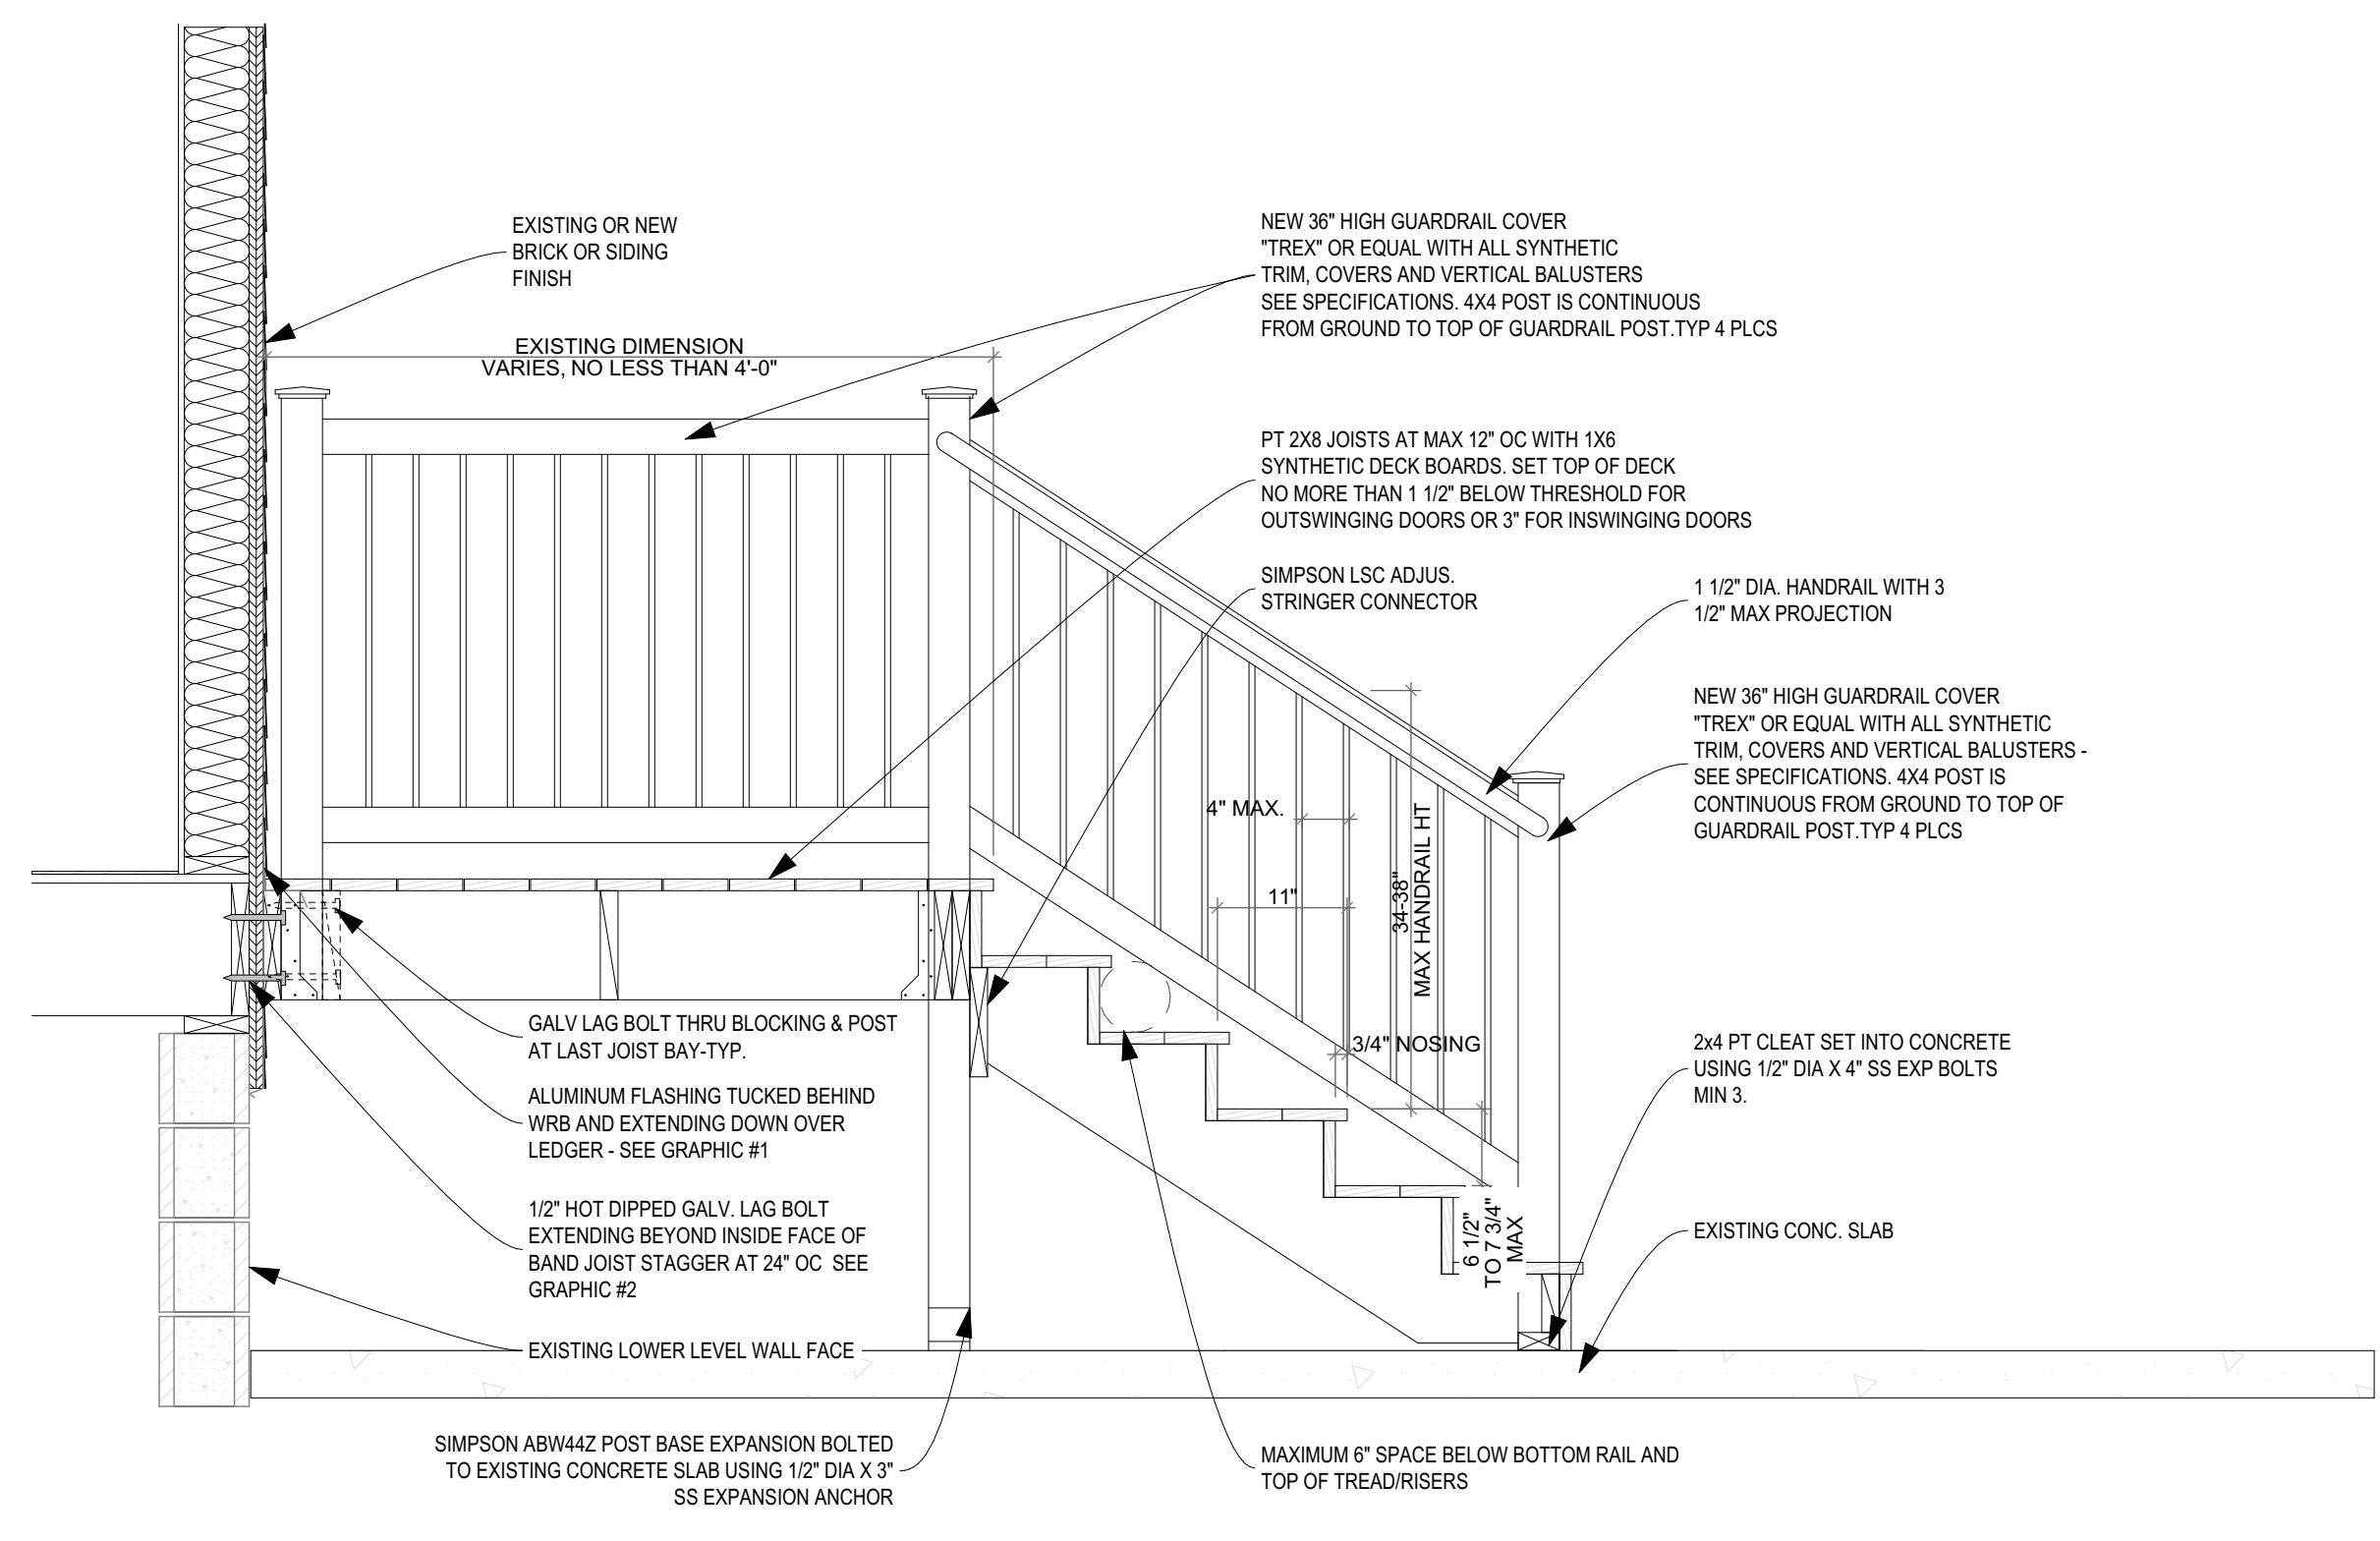 EXISTING OR NEW
BRICK OR SIDING
FINISH
EXISTING DIMENSION
VARIES, NO LESS THAN 4'-0"
NEW 36" HIGH GUARDRAIL COVER
"TREX" OR EQUAL WITH ALL SYNTHETIC
TRIM, COVERS AND VERTICAL BALUSTERS
SEE SPECIFICATIONS. 4X4 POST IS CONTINUOUS
FROM GROUND TO TOP OF GUARDRAIL POST.TYP 4 PLCS
PT 2X8 JOISTS AT MAX 12" OC WITH 1X6
SYNTHETIC DECK BOARDS. SET TOP OF DECK
NO MORE THAN 1 1/2" BELOW THRESHOLD FOR
OUTSWINGING DOORS OR 3" FOR INSWINGING DOORS
SIMPSON LSC ADJUS.
STRINGER CONNECTOR
1 1/2" DIA. HANDRAIL WITH 3
1/2" MAX PROJECTION
NEW 36" HIGH GUARDRAIL COVER
"TREX" OR EQUAL WITH ALL SYNTHETIC
TRIM, COVERS AND VERTICAL BALUSTERS -
SEE SPECIFICATIONS. 4X4 POST IS
CONTINUOUS FROM GROUND TO TOP OF
GUARDRAIL POST.TYP 4 PLCS
4" MAX.
11"
34-38"
MAX HANDRAIL HT
3/4" NOSING
6 1/2"
TO 7 3/4"
MAX
2x4 PT CLEAT SET INTO CONCRETE
USING 1/2" DIA X 4" SS EXP BOLTS
MIN 3.
EXISTING CONC. SLAB
GALV LAG BOLT THRU BLOCKING & POST
AT LAST JOIST BAY-TYP.
ALUMINUM FLASHING TUCKED BEHIND
WRB AND EXTENDING DOWN OVER
LEDGER - SEE GRAPHIC #1
1/2" HOT DIPPED GALV. LAG BOLT
EXTENDING BEYOND INSIDE FACE OF
BAND JOIST STAGGER AT 24" OC  SEE
GRAPHIC #2
EXISTING LOWER LEVEL WALL FACE
SIMPSON ABW44Z POST BASE EXPANSION BOLTED
TO EXISTING CONCRETE SLAB USING 1/2" DIA X 3"
SS EXPANSION ANCHOR
MAXIMUM 6" SPACE BELOW BOTTOM RAIL AND
TOP OF TREAD/RISERS